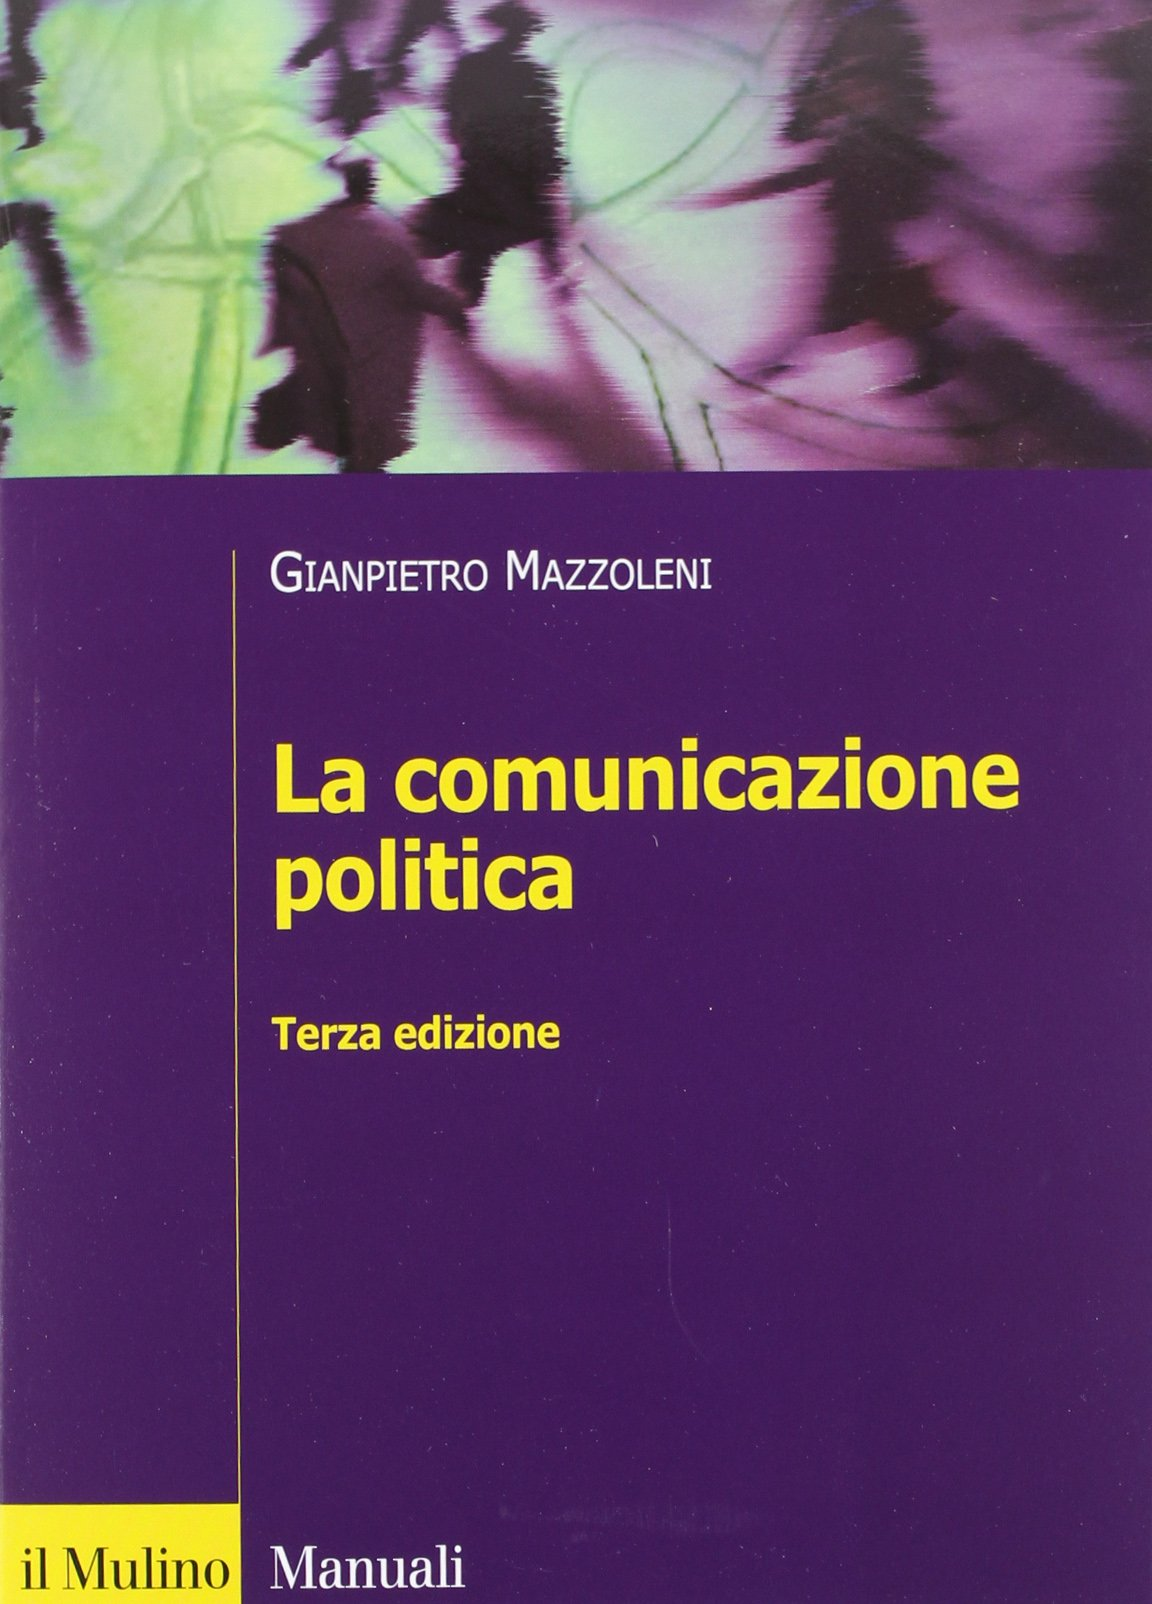 GIANPIETRO MAZZOLENI
La comunicazione
politica
Terza edizione
il Mulino
Manuali